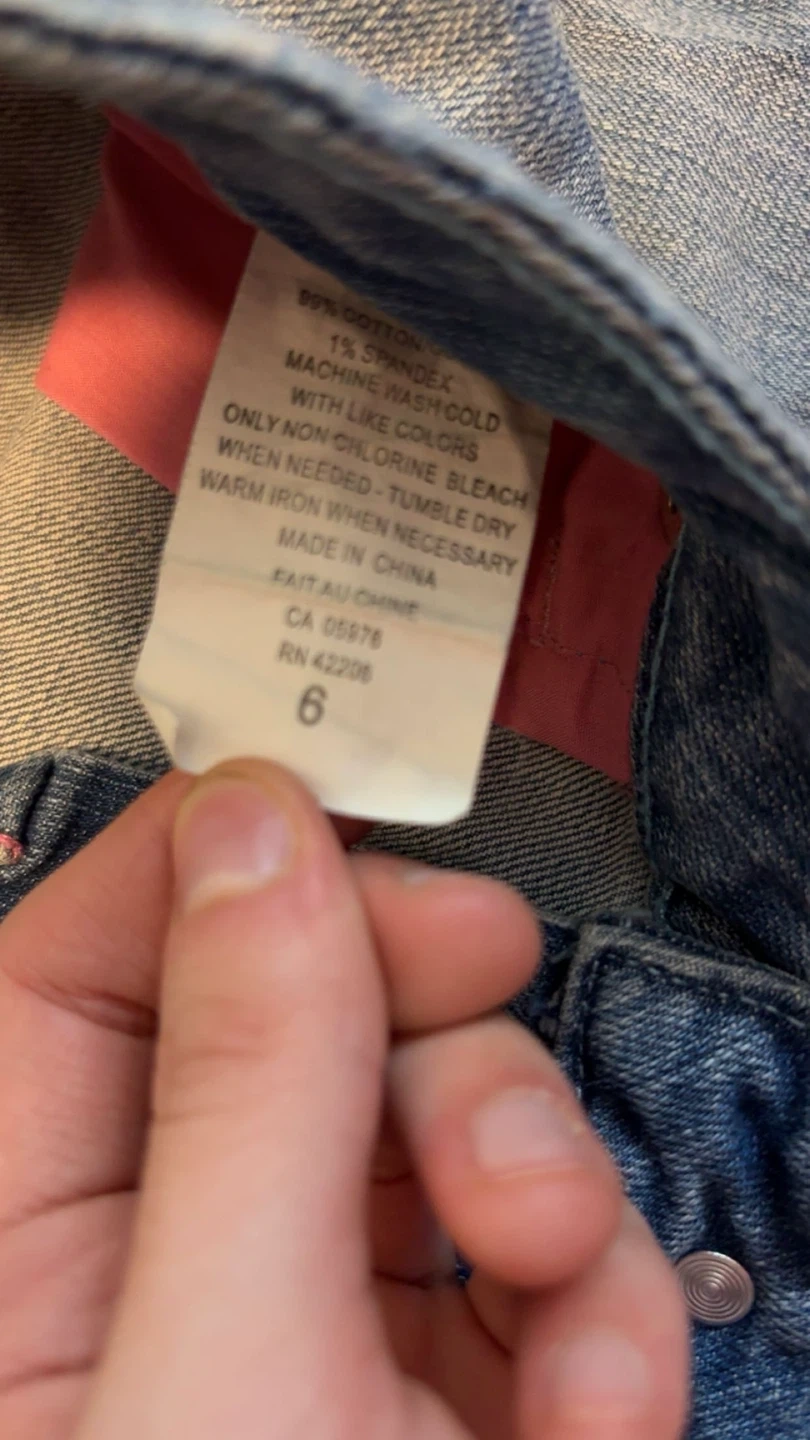 99% COTTON
1% SPANDEX
MACHINE WASH COLD
WITH LIKE COLORS
ONLY NON CHLORINE BLEACH
WHEN NEEDED - TUMBLE DRY
WARM IRON WHEN NECESSARY
MADE IN CHINA
FAIT AU CHINE
CA 05976
RN 42206
6